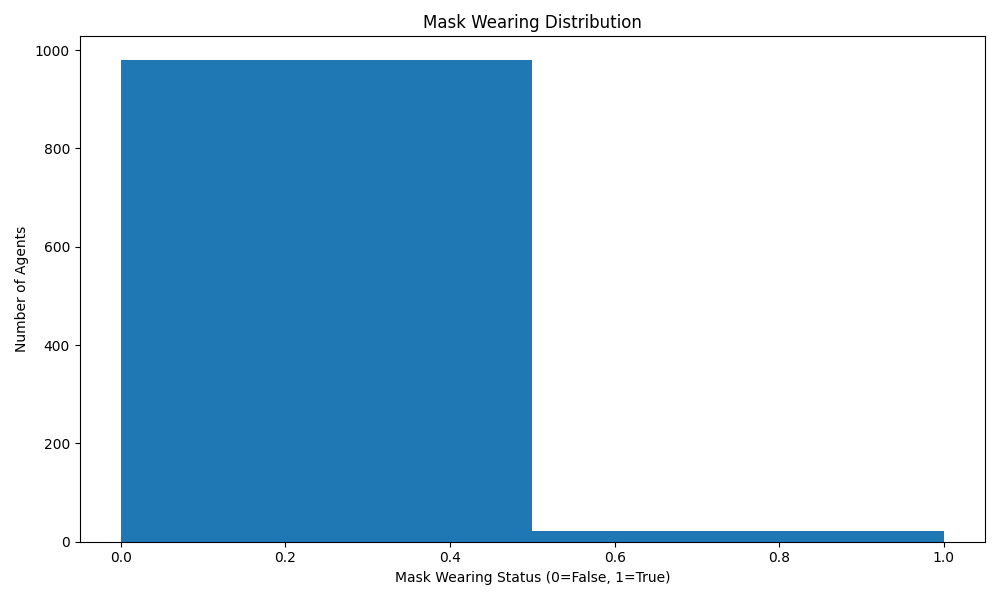 Mask Wearing Distribution
1000
800
600
400
200
0
Number of Agents
0.0 0.2 0.4 0.6 0.8 1.0
Mask Wearing Status (0=False, 1=True)